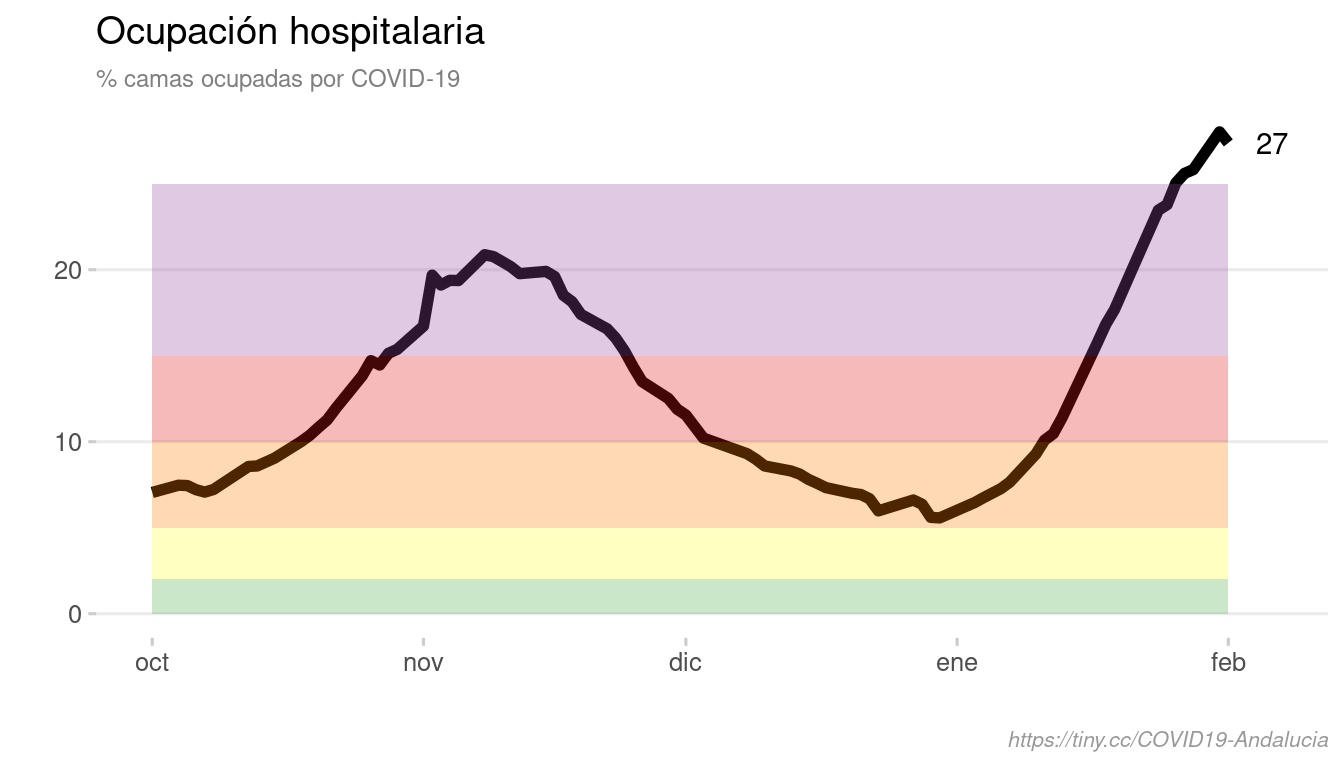 Ocupación hospitalaria
% camas ocupadas por COVID-19
27
20
10
0
oct nov dic ene feb
https://tiny.cc/COVID19-Andalucia